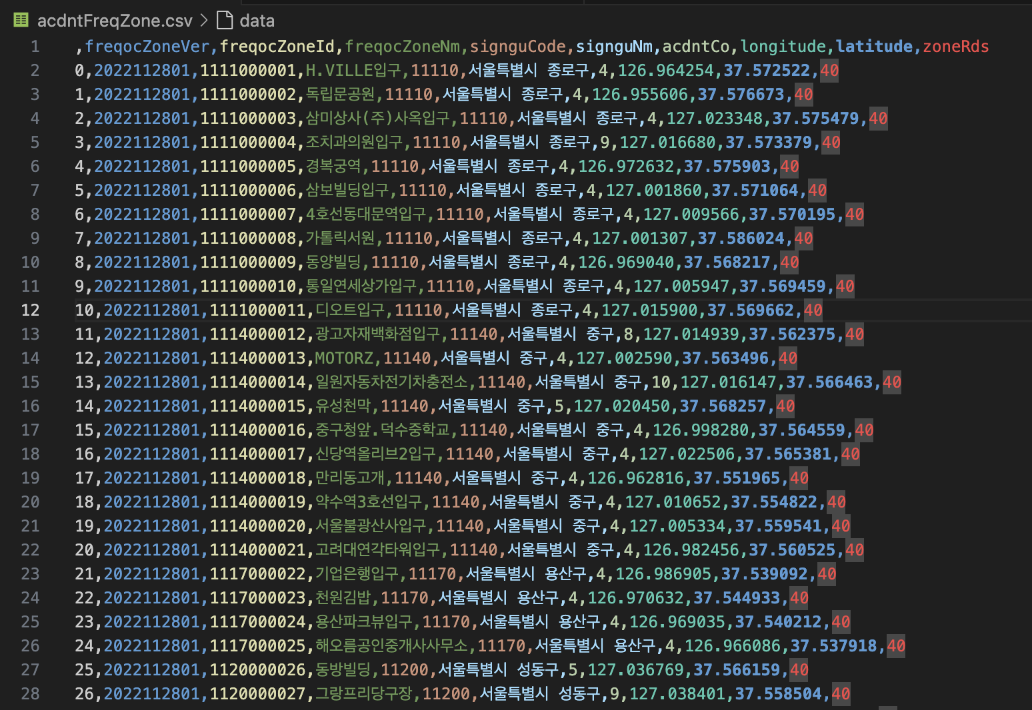 acdntFreqZone.csv > data
1 ,freqocZoneVer,freqocZoneId,freqocZoneNm,signguCode,signguNm,acdntCo,longitude,latitude,zoneRds
2 0,2022112801,1111000001,H.VILLE입구,11110,서울특별시 종로구,4,126.964254,37.572522,40
3 1,2022112801,1111000002,독립문공원,11110,서울특별시 종로구,4,126.955606,37.576673,40
4 2,2022112801,1111000003,삼미상사(주)사옥입구,11110,서울특별시 종로구,4,127.023348,37.575479,40
5 3,2022112801,1111000004,조치과의원입구,11110,서울특별시 종로구,9,127.016680,37.573379,40
6 4,2022112801,1111000005,경복궁역,11110,서울특별시 종로구,4,126.972632,37.575903,40
7 5,2022112801,1111000006,삼보빌딩입구,11110,서울특별시 종로구,4,127.001860,37.571064,40
8 6,2022112801,1111000007,4호선동대문역입구,11110,서울특별시 종로구,4,127.009566,37.570195,40
9 7,2022112801,1111000008,가톨릭서원,11110,서울특별시 종로구,4,127.001307,37.586024,40
10 8,2022112801,1111000009,동양빌딩,11110,서울특별시 종로구,4,126.969040,37.568217,40
11 9,2022112801,1111000010,통일연세상가입구,11110,서울특별시 종로구,4,127.005947,37.569459,40
12 10,2022112801,1111000011,디오트입구,11110,서울특별시 종로구,4,127.015900,37.569662,40
13 11,2022112801,1114000012,광고자재백화점입구,11140,서울특별시 중구,8,127.014939,37.562375,40
14 12,2022112801,1114000013,MOTORZ,11140,서울특별시 중구,4,127.002590,37.563496,40
15 13,2022112801,1114000014,일원자동차전기차충전소,11140,서울특별시 중구,10,127.016147,37.566463,40
16 14,2022112801,1114000015,유성천막,11140,서울특별시 중구,5,127.020450,37.568257,40
17 15,2022112801,1114000016,중구청앞.덕수중학교,11140,서울특별시 중구,4,126.998280,37.564559,40
18 16,2022112801,1114000017,신당역올리브2입구,11140,서울특별시 중구,4,127.022506,37.565381,40
19 17,2022112801,1114000018,만리동고개,11140,서울특별시 중구,4,126.962816,37.551965,40
20 18,2022112801,1114000019,약수역3호선입구,11140,서울특별시 중구,4,127.010652,37.554822,40
21 19,2022112801,1114000020,서울불광산사입구,11140,서울특별시 중구,4,127.005334,37.559541,40
22 20,2022112801,1114000021,고려대연각타워입구,11140,서울특별시 중구,4,126.982456,37.560525,40
23 21,2022112801,1117000022,기업은행입구,11170,서울특별시 용산구,4,126.986905,37.539092,40
24 22,2022112801,1117000023,천원김밥,11170,서울특별시 용산구,4,126.970632,37.544933,40
25 23,2022112801,1117000024,용산파크뷰입구,11170,서울특별시 용산구,4,126.969035,37.540212,40
26 24,2022112801,1117000025,해오름공인중개사사무소,11170,서울특별시 용산구,4,126.966086,37.537918,40
27 25,2022112801,1120000026,동방빌딩,11200,서울특별시 성동구,5,127.036769,37.566159,40
28 26,2022112801,1120000027,그랑프리당구장,11200,서울특별시 성동구,9,127.038401,37.558504,40